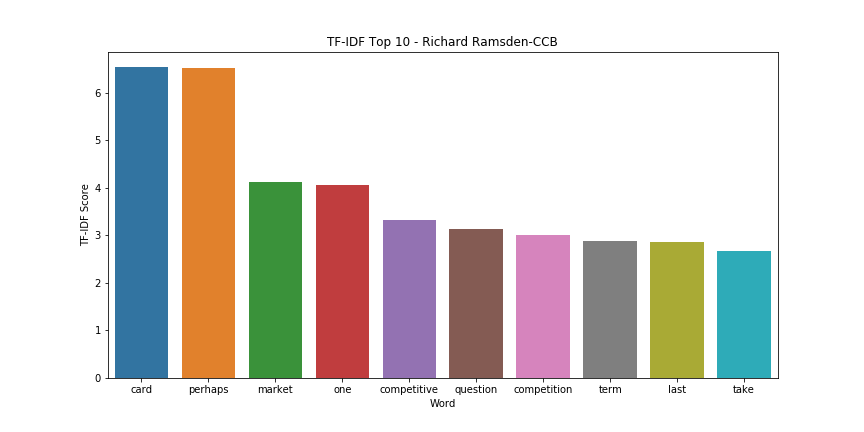 TF-IDF Top 10 - Richard Ramsden-CCB
TF-IDF Score
6
5
4
3
2
1
0
card perhaps market one competitive question competition term last take
Word